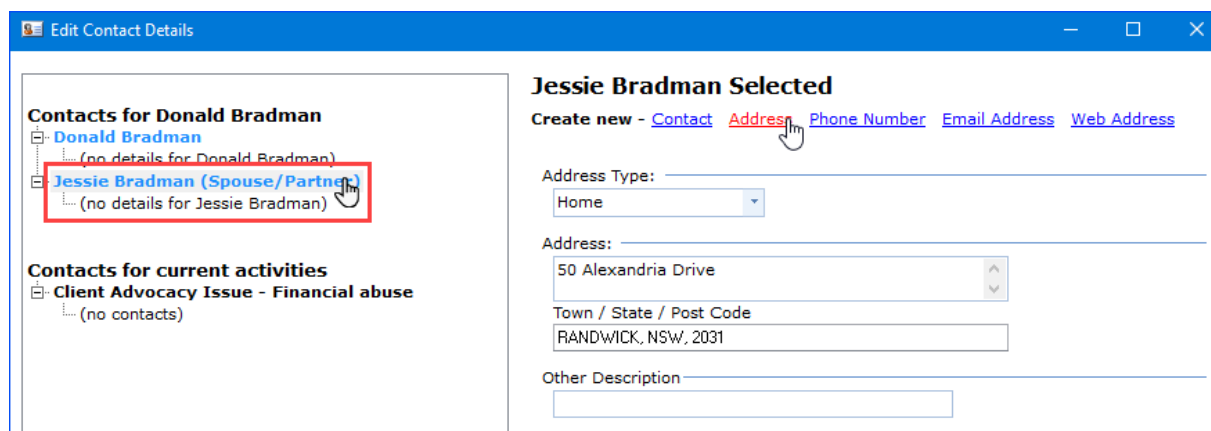 Edit Contact Details
Contacts for Donald Bradman
Donald Bradman
(no details for Donald Bradman)
Jessie Bradman (Spouse/Partner)
(no details for Jessie Bradman)
Contacts for current activities
Client Advocacy Issue - Financial abuse
(no contacts)
Jessie Bradman Selected
Create new - Contact Address Phone Number Email Address Web Address
Address Type:
Home
Address:
50 Alexandria Drive
Town / State / Post Code
RANDWICK, NSW, 2031
Other Description